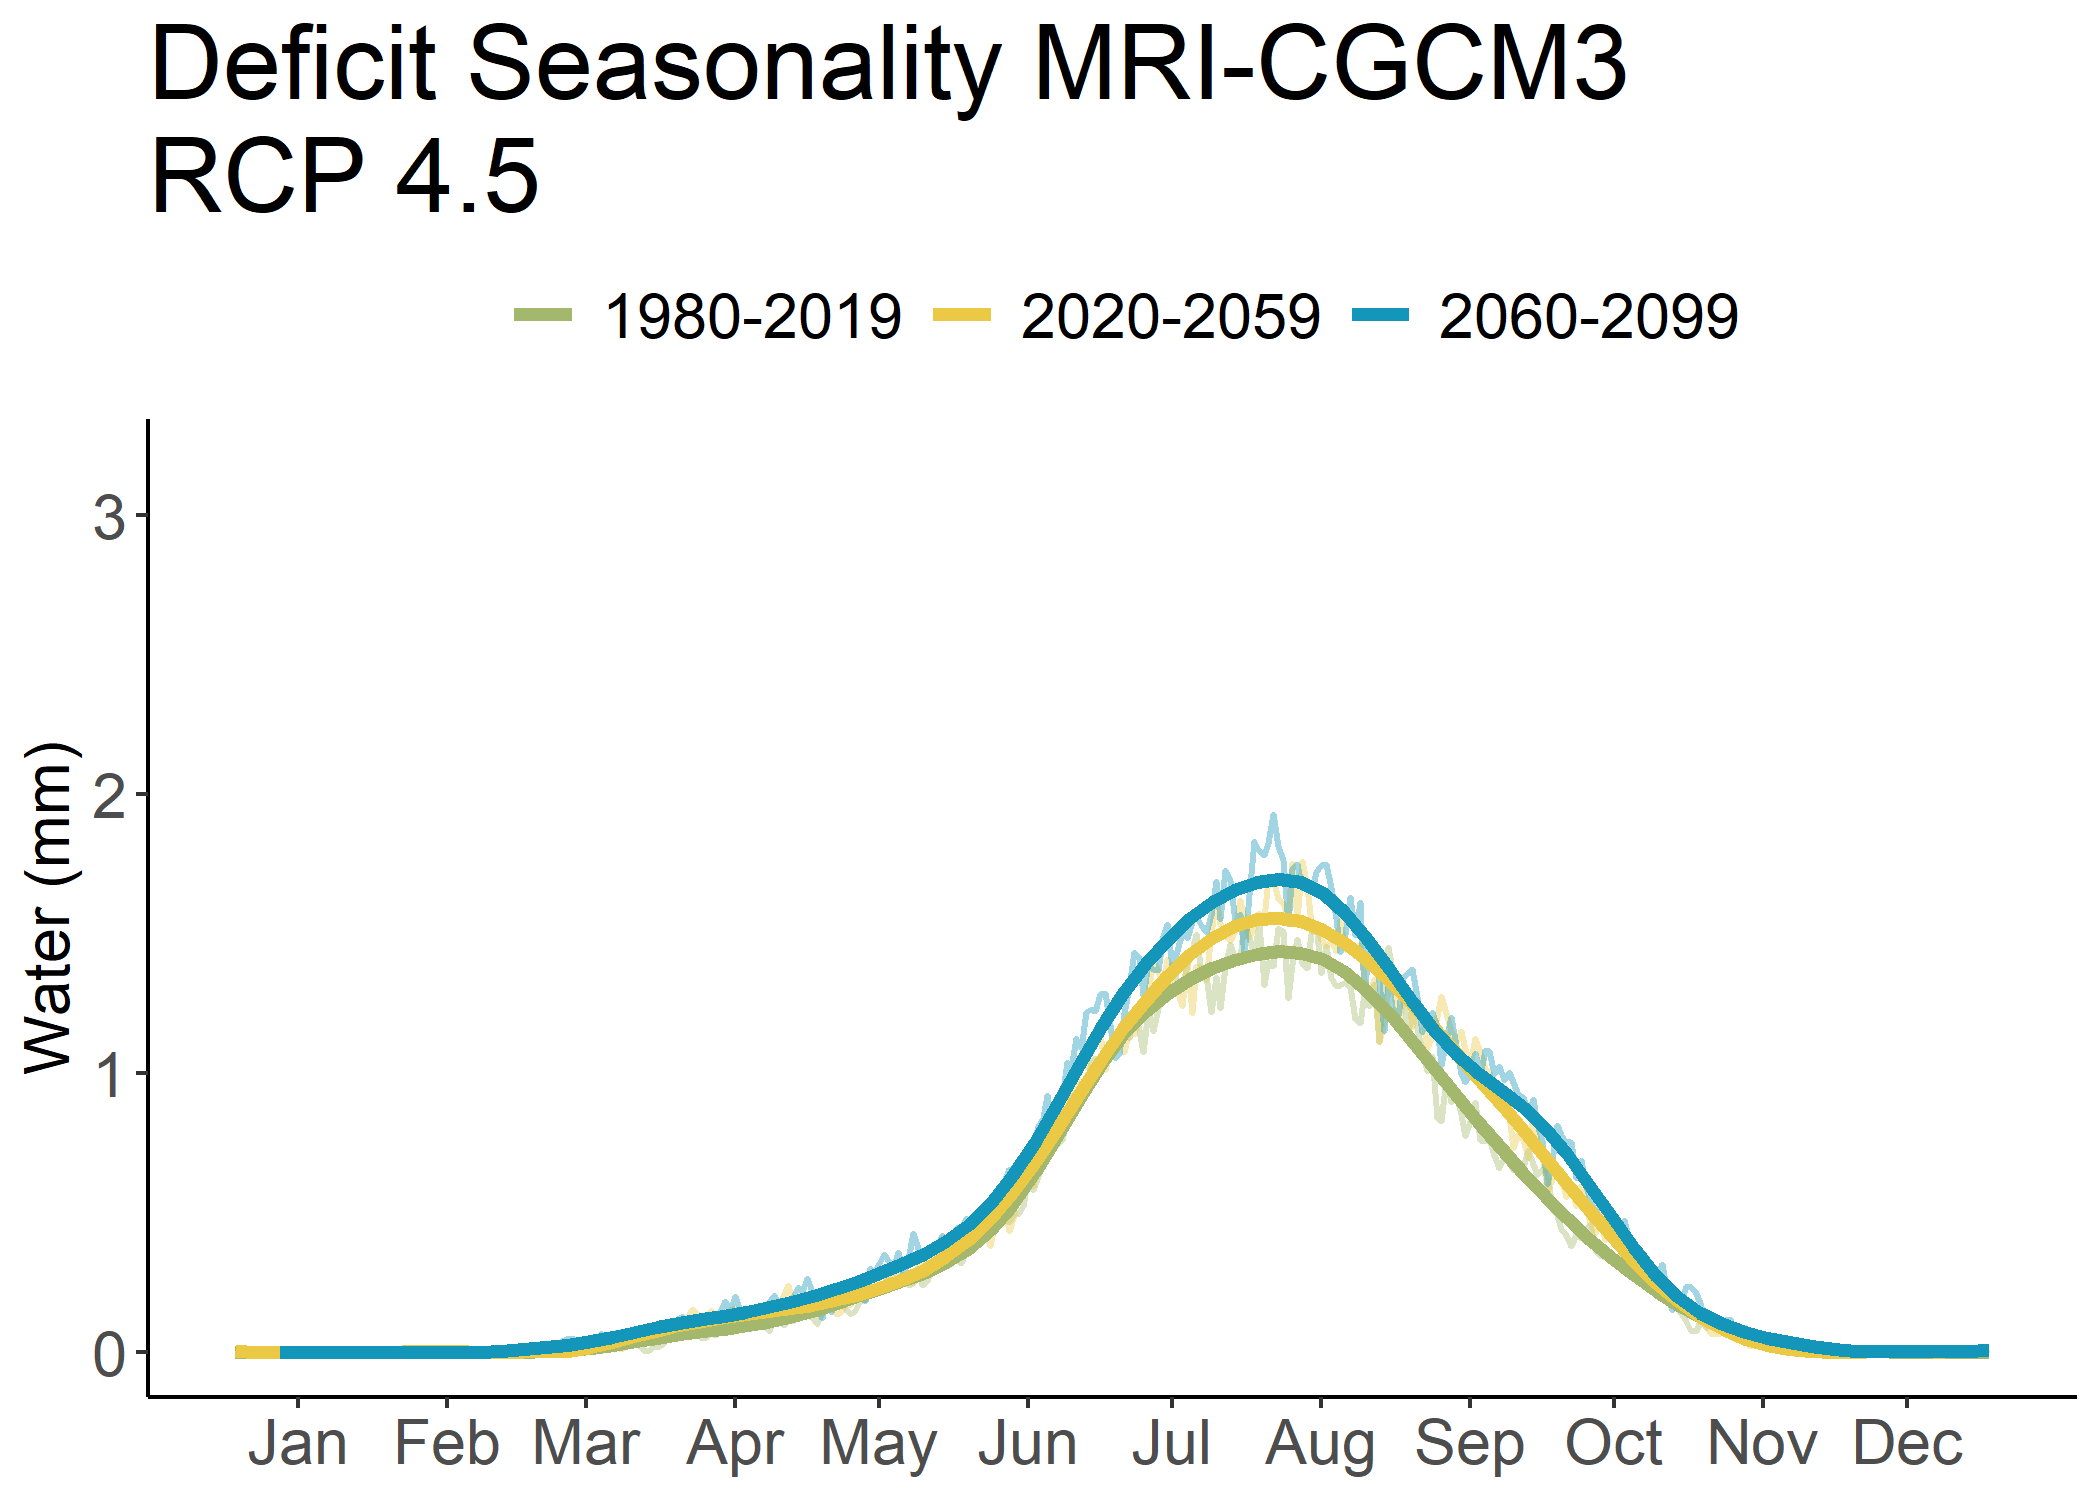 Deficit Seasonality MRI-CGCM3
RCP 4.5
1980-2019 2020-2059 2060-2099
Water (mm)
3
2
1
0
Jan Feb Mar Apr May Jun Jul Aug Sep Oct Nov Dec